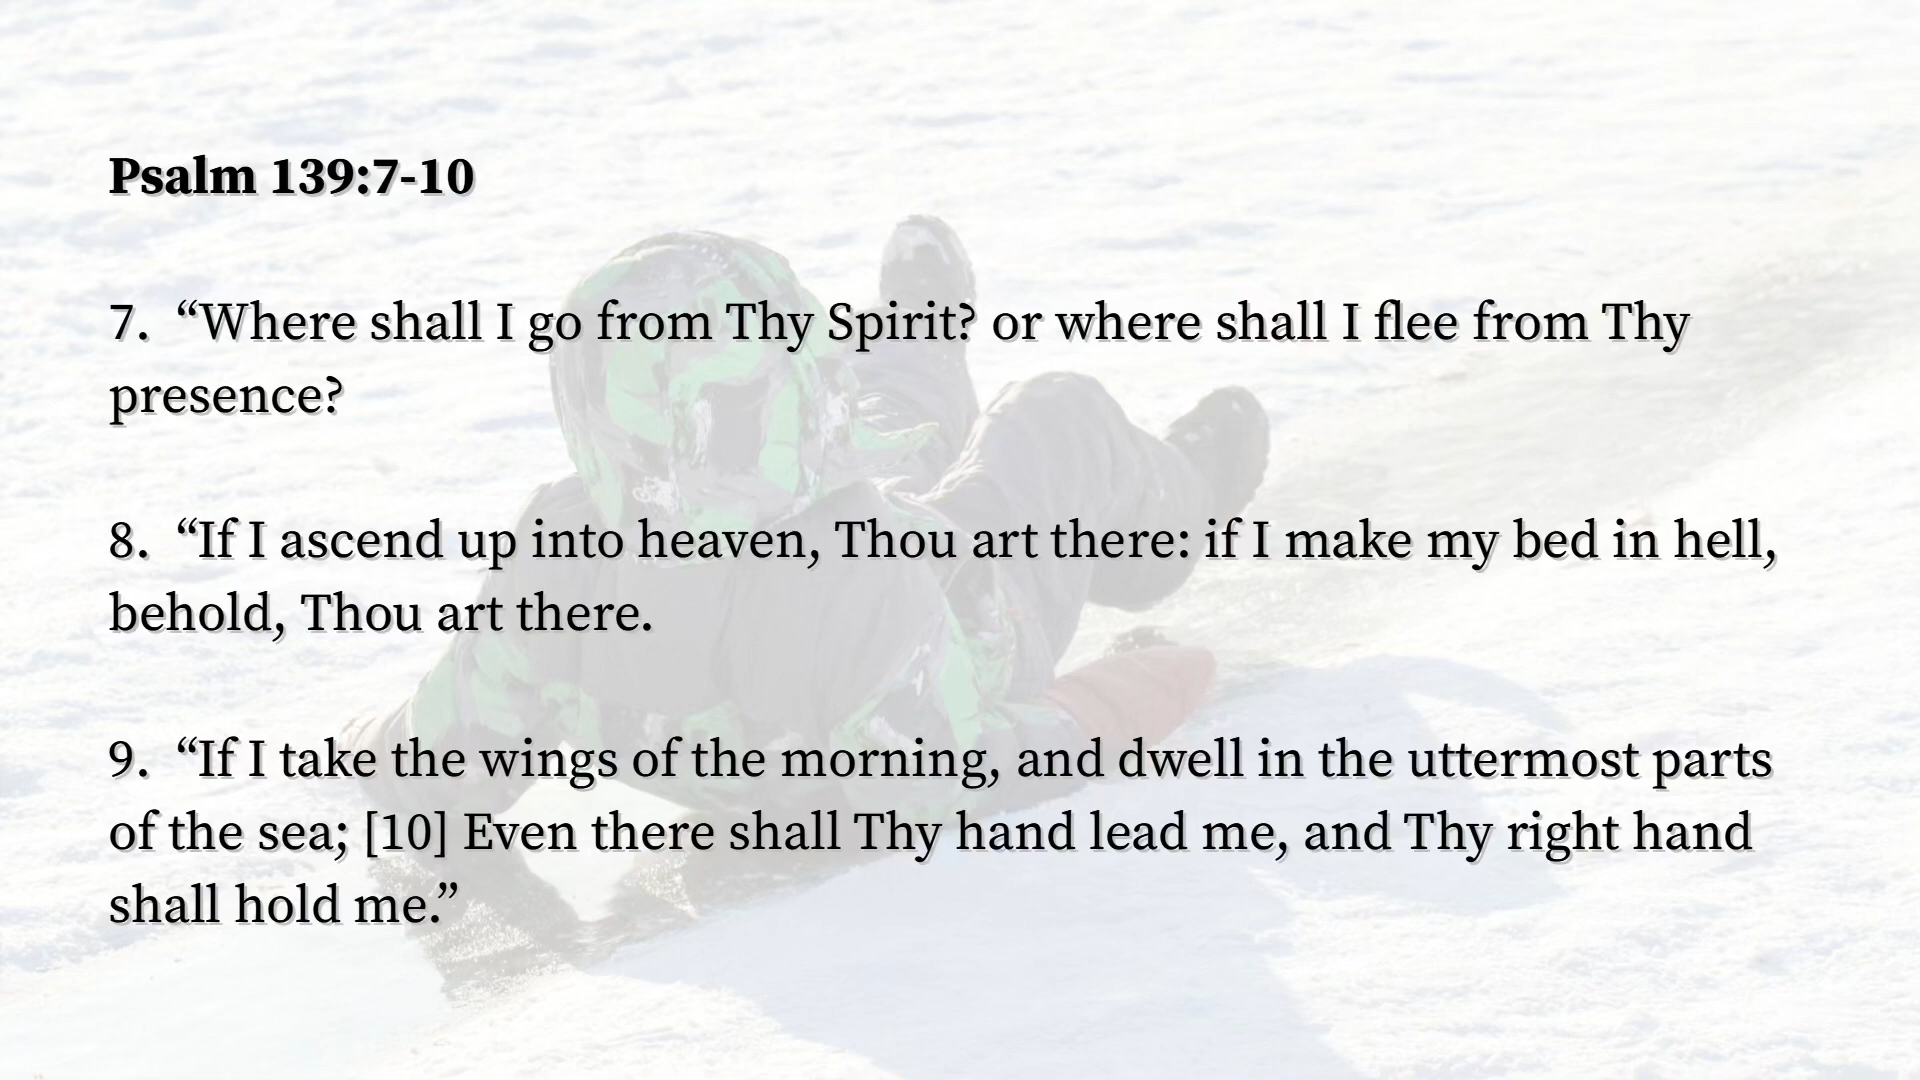 Psalm 139:7-10
7. “Where shall I go from Thy Spirit? or where shall I flee from Thy
presence?
8. “If I ascend up into heaven, Thou art there: if I make my bed in hell,
behold, Thou art there.
9. “If I take the wings of the morning, and dwell in the uttermost parts
of the sea; [10] Even there shall Thy hand lead me, and Thy right hand
shall hold me.”